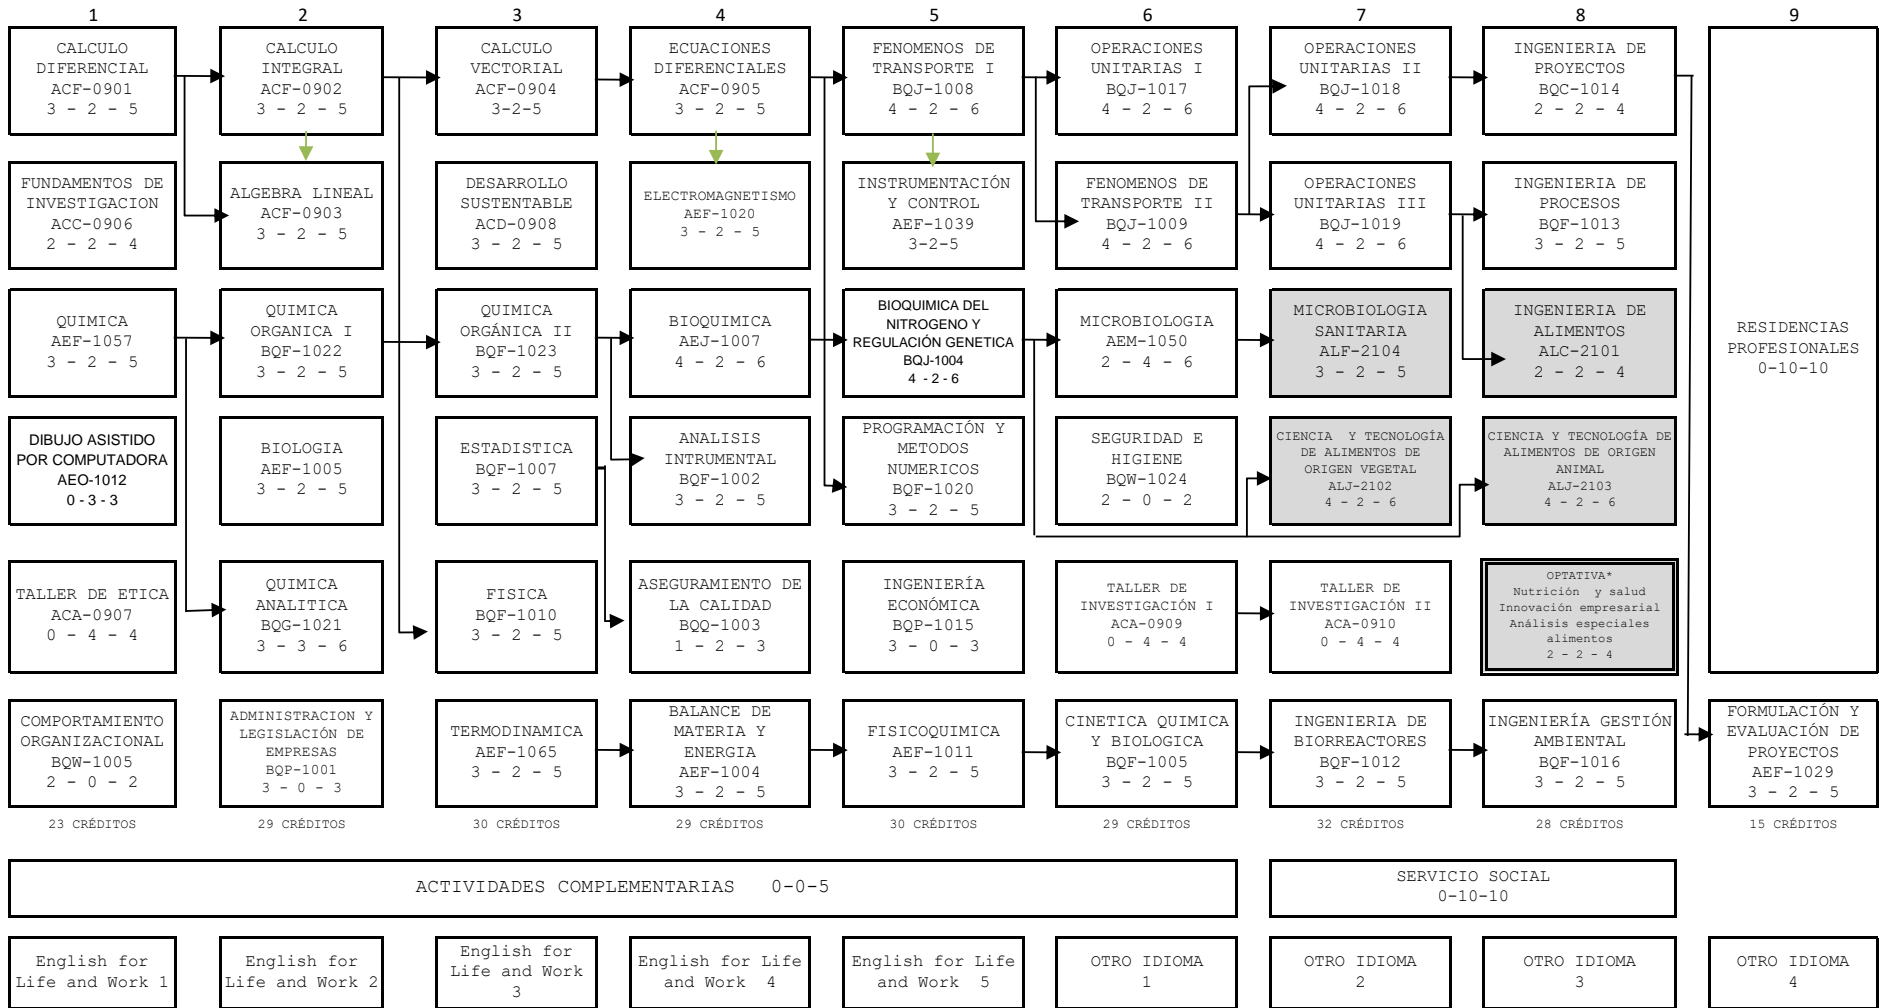 1 2 3 4 5 6 7 8 9
CALCULO
DIFERENCIAL
ACF-0901
3 - 2 - 5
CALCULO
INTEGRAL
ACF-0902
3 - 2 - 5
CALCULO
VECTORIAL
ACF-0904
3-2-5
ECUACIONES
DIFERENCIALES
ACF-0905
3 - 2 - 5
FENOMENOS DE
TRANSPORTE I
BQJ-1008
4 - 2 - 6
OPERACIONES
UNITARIAS I
BQJ-1017
4 - 2 - 6
OPERACIONES
UNITARIAS II
BQJ-1018
4 - 2 - 6
INGENIERIA DE
PROYECTOS
BQC-1014
2 - 2 - 4
FUNDAMENTOS DE
INVESTIGACION
ACC-0906
2 - 2 - 4
ALGEBRA LINEAL
ACF-0903
3 - 2 - 5
DESARROLLO
SUSTENTABLE
ACD-0908
3 - 2 - 5
ELECTROMAGNETISMO
AEF-1020
3 - 2 - 5
INSTRUMENTACIÓN
Y CONTROL
AEF-1039
3-2-5
FENOMENOS DE
TRANSPORTE II
BQJ-1009
4 - 2 - 6
OPERACIONES
UNITARIAS III
BQJ-1019
4 - 2 - 6
INGENIERIA DE
PROCESOS
BQF-1013
3 - 2 - 5
QUIMICA
AEF-1057
3 - 2 - 5
QUIMICA
ORGANICA I
BQF-1022
3 - 2 - 5
QUIMICA
ORGÁNICA II
BQF-1023
3 - 2 - 5
BIOQUIMICA
AEJ-1007
4 - 2 - 6
BIOQUIMICA DEL
NITROGENO Y
REGULACIÓN GENETICA
BQJ-1004
4 - 2 - 6
MICROBIOLOGIA
AEM-1050
2 - 4 - 6
MICROBIOLOGIA
SANITARIA
ALF-2104
3 - 2 - 5
INGENIERIA DE
ALIMENTOS
ALC-2101
2 - 2 - 4
RESIDENCIAS
PROFESIONALES
0-10-10
DIBUJO ASISTIDO
POR COMPUTADORA
AEO-1012
0 - 3 - 3
BIOLOGIA
AEF-1005
3 - 2 - 5
ESTADISTICA
BQF-1007
3 - 2 - 5
ANALISIS
INTRUMENTAL
BQF-1002
3 - 2 - 5
PROGRAMACIÓN Y
METODOS
NUMERICOS
BQF-1020
3 - 2 - 5
SEGURIDAD E
HIGIENE
BQW-1024
2 - 0 - 2
CIENCIA Y TECNOLOGÍA
DE ALIMENTOS DE
ORIGEN VEGETAL
ALJ-2102
4 - 2 - 6
CIENCIA Y TECNOLOGÍA DE
ALIMENTOS DE ORIGEN
ANIMAL
ALJ-2103
4 - 2 - 6
TALLER DE ETICA
ACA-0907
0 - 4 - 4
QUIMICA
ANALITICA
BQG-1021
3 - 3 - 6
FISICA
BQF-1010
3 - 2 - 5
ASEGURAMIENTO DE
LA CALIDAD
BQQ-1003
1 - 2 - 3
INGENIERÍA
ECONÓMICA
BQP-1015
3 - 0 - 3
TALLER DE
INVESTIGACIÓN I
ACA-0909
0 - 4 - 4
TALLER DE
INVESTIGACIÓN II
ACA-0910
0 - 4 - 4
OPTATIVA*
Nutrición y salud
Innovación empresarial
Análisis especiales
alimentos
2 - 2 - 4
COMPORTAMIENTO
ORGANIZACIONAL
BQW-1005
2 - 0 - 2
ADMINISTRACION Y
LEGISLACIÓN DE
EMPRESAS
BQP-1001
3 - 0 - 3
TERMODINAMICA
AEF-1065
3 - 2 - 5
BALANCE DE
MATERIA Y
ENERGIA
AEF-1004
3 - 2 - 5
FISICOQUIMICA
AEF-1011
3 - 2 - 5
CINETICA QUIMICA
Y BIOLOGICA
BQF-1005
3 - 2 - 5
INGENIERIA DE
BIORREACTORES
BQF-1012
3 - 2 - 5
INGENIERÍA GESTIÓN
AMBIENTAL
BQF-1016
3 - 2 - 5
FORMULACIÓN Y
EVALUACIÓN DE
PROYECTOS
AEF-1029
3 - 2 - 5
23 CRÉDITOS 29 CRÉDITOS 30 CRÉDITOS 29 CRÉDITOS 30 CRÉDITOS 29 CRÉDITOS 32 CRÉDITOS 28 CRÉDITOS 15 CRÉDITOS
ACTIVIDADES COMPLEMENTARIAS 0-0-5
SERVICIO SOCIAL
0-10-10
English for
Life and Work 1
English for
Life and Work 2
English for
Life and Work
3
English for Life
and Work 4
English for Life
and Work 5
OTRO IDIOMA
1
OTRO IDIOMA
2
OTRO IDIOMA
3
OTRO IDIOMA
4